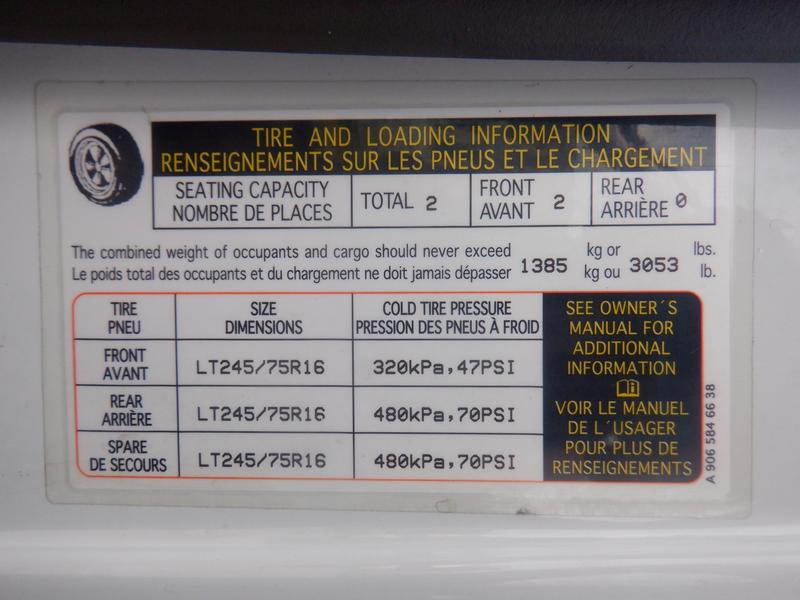 TIRE AND LOADING INFORMATION
RENSEIGNEMENTS SUR LES PNEUS ET LE CHARGEMENT
SEATING CAPACITY
NOMBRE DE PLACES
TOTAL 2
FRONT
AVANT 2
REAR
ARRIÈRE 0
The combined weight of occupants and cargo should never exceed 1385 kg or 3053 lbs.
Le poids total des occupants et du chargement ne doit jamais dépasser kg ou lb.
TIRE
PNEU
SIZE
DIMENSIONS
COLD TIRE PRESSURE
PRESSION DES PNEUS À FROID
FRONT
AVANT
LT245/75R16
320kPa,47PSI
REAR
ARRIÈRE
LT245/75R16
480kPa,70PSI
SPARE
DE SECOURS
LT245/75R16
480kPa,70PSI
SEE OWNER´S
MANUAL FOR
ADDITIONAL
INFORMATION
VOIR LE MANUEL
DE L´USAGER
POUR PLUS DE
RENSEIGNEMENTS
A 906 584 66 38